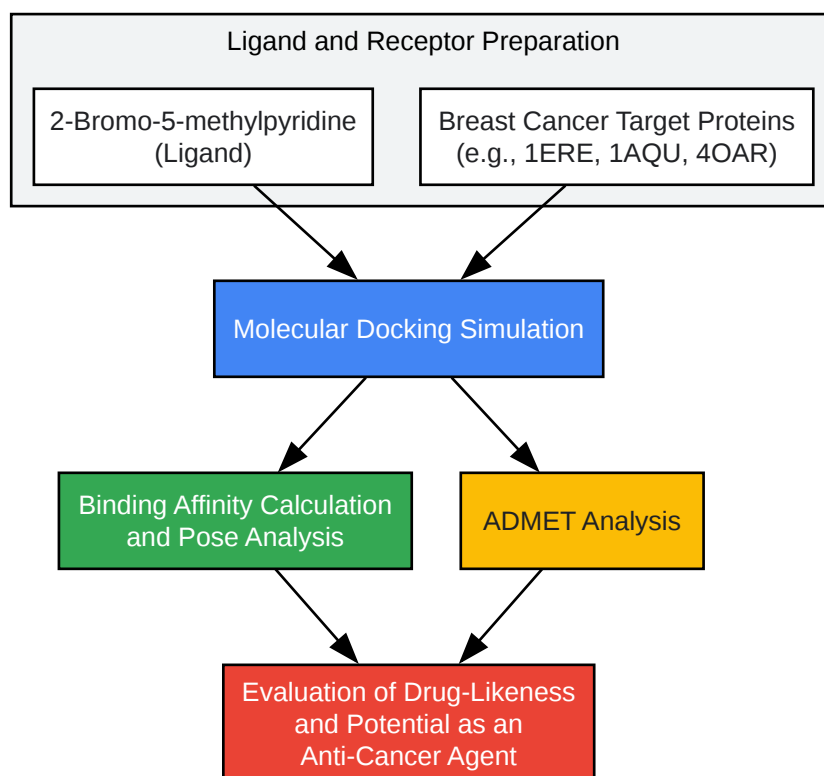 Ligand and Receptor Preparation
2-Bromo-5-methylpyridine
(Ligand)
Breast Cancer Target Proteins
(e.g., 1ERE, 1AQU, 4OAR)
Molecular Docking Simulation
Binding Affinity Calculation
and Pose Analysis
ADMET Analysis
Evaluation of Drug-Likeness
and Potential as an
Anti-Cancer Agent